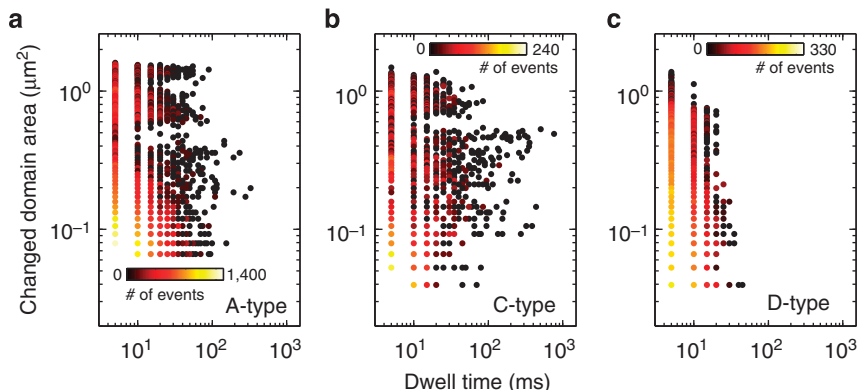 a
b
c
Changed domain area (μm²)
10⁰
10⁻¹
0 1,400
# of events
A-type
10¹ 10² 10³
0 240
# of events
10⁰
10⁻¹
C-type
10¹ 10² 10³
0 330
# of events
10⁰
10⁻¹
D-type
10¹ 10² 10³
Dwell time (ms)